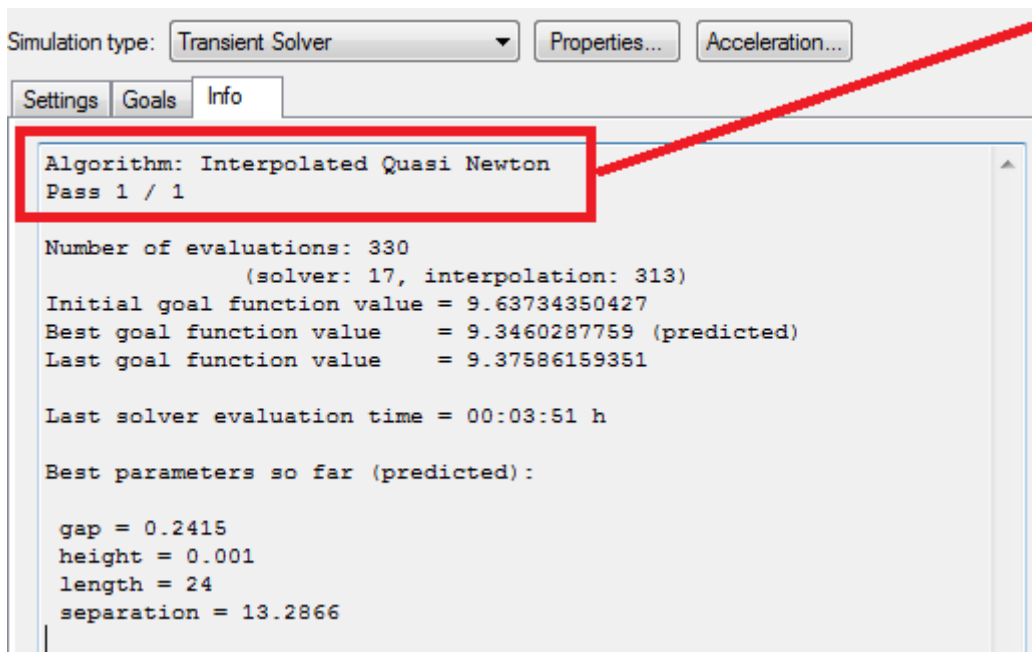 Simulation type: Transient Solver Properties... Acceleration...
Settings Goals Info
Algorithm: Interpolated Quasi Newton
Pass 1 / 1
Number of evaluations: 330
(solver: 17, interpolation: 313)
Initial goal function value = 9.63734350427
Best goal function value = 9.3460287759 (predicted)
Last goal function value = 9.37586159351
Last solver evaluation time = 00:03:51 h
Best parameters so far (predicted):
gap = 0.2415
height = 0.001
length = 24
separation = 13.2866